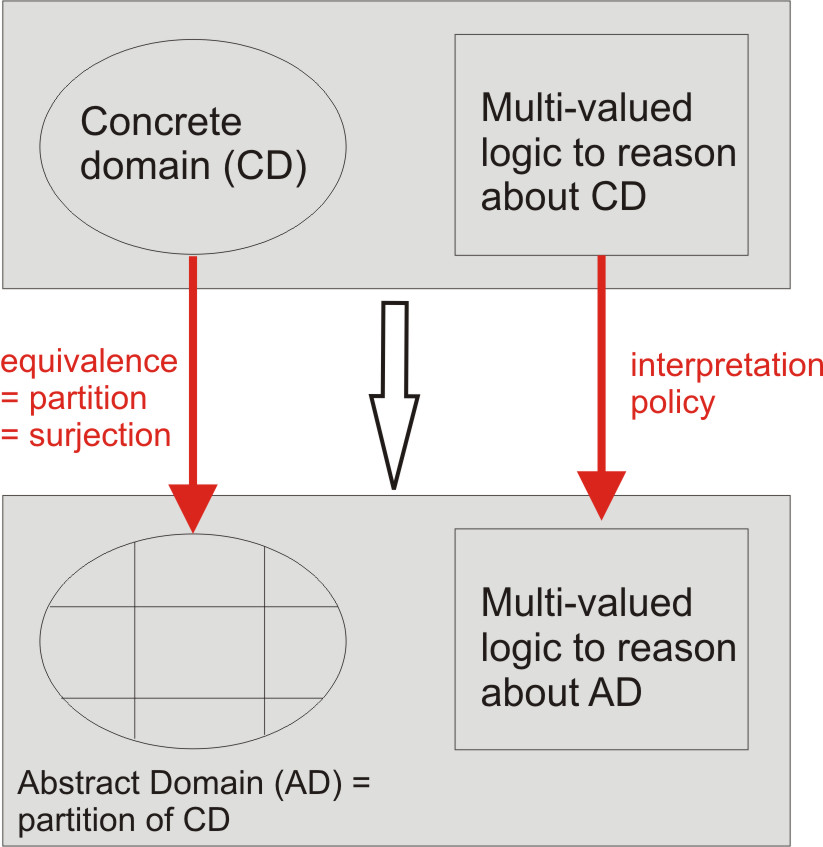 Concrete
domain (CD)
Multi-valued
logic to reason
about CD
equivalence
= partition
= surjection
interpretation
policy
Multi-valued
logic to reason
about AD
Abstract Domain (AD) =
partition of CD